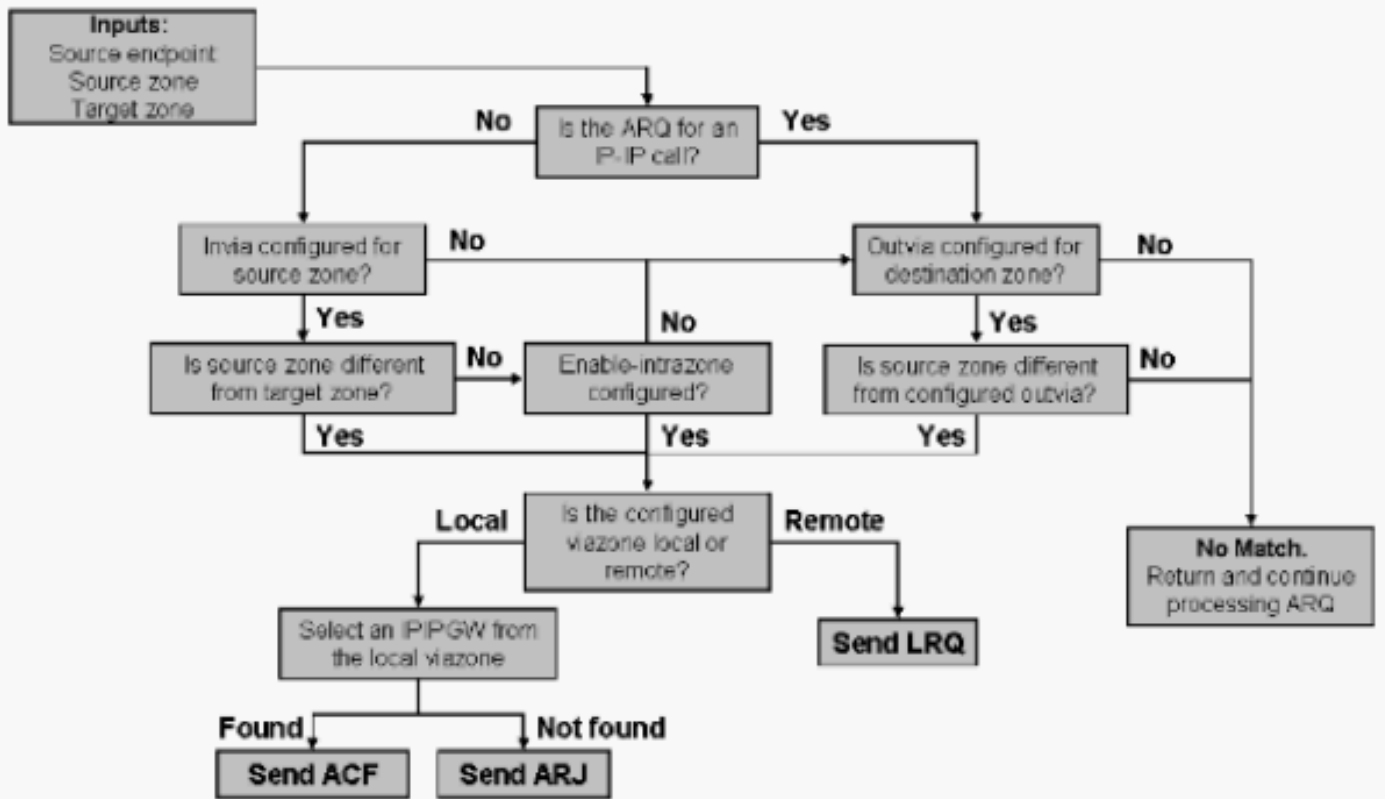 Inputs:
Source endpoint
Source zone
Target zone
No
Is the ARQ for an
IP-IP call?
Yes
Invia configured for
source zone?
No
Outvia configured for
destination zone?
No
Yes
No
Yes
Is source zone different
from target zone?
No
Enable-intrazone
configured?
Is source zone different
from configured outvia?
No
Yes
Yes
Yes
Local
Is the configured
viazone local or
remote?
Remote
No Match.
Return and continue
processing ARQ
Select an IPIPGW from
the local viazone
Send LRQ
Found
Not found
Send ACF
Send ARJ